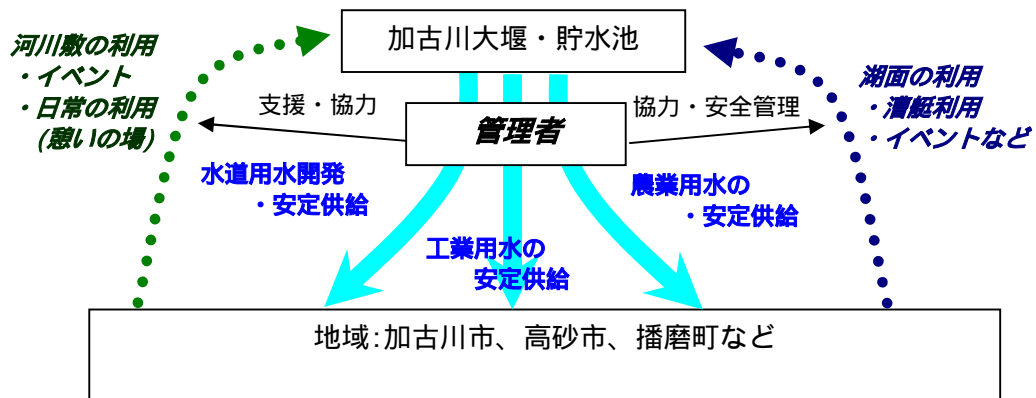 加古川大堰・貯水池
河川敷の利用
・イベント
・日常の利用
(憩いの場)
湖面の利用
・漕艇利用
・イベントなど
支援・協力
管理者
協力・安全管理
水道用水開発
・安定供給
農業用水の
・安定供給
工業用水の
安定供給
地域:加古川市、高砂市、播磨町など